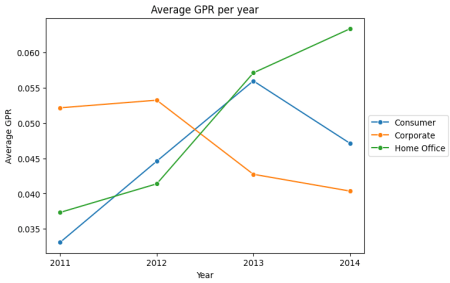 Average GPR per year
Average GPR
0.060
0.055
0.050
0.045
0.040
0.035
2011 2012 2013 2014
Year
Consumer
Corporate
Home Office